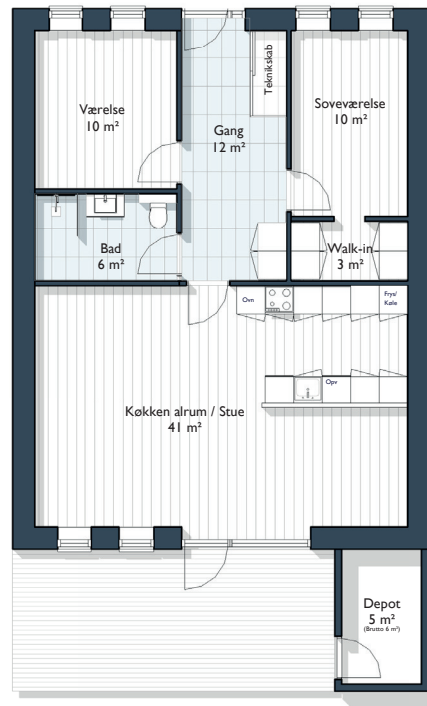 Teknikskab
Værelse
10 m²
Soveværelse
10 m²
Gang
12 m²
Bad
6 m²
Walk-in
3 m²
Ovn
Frys/
Køle
Opv
Køkken alrum / Stue
41 m²
Depot
5 m²
(Brutto 6 m²)